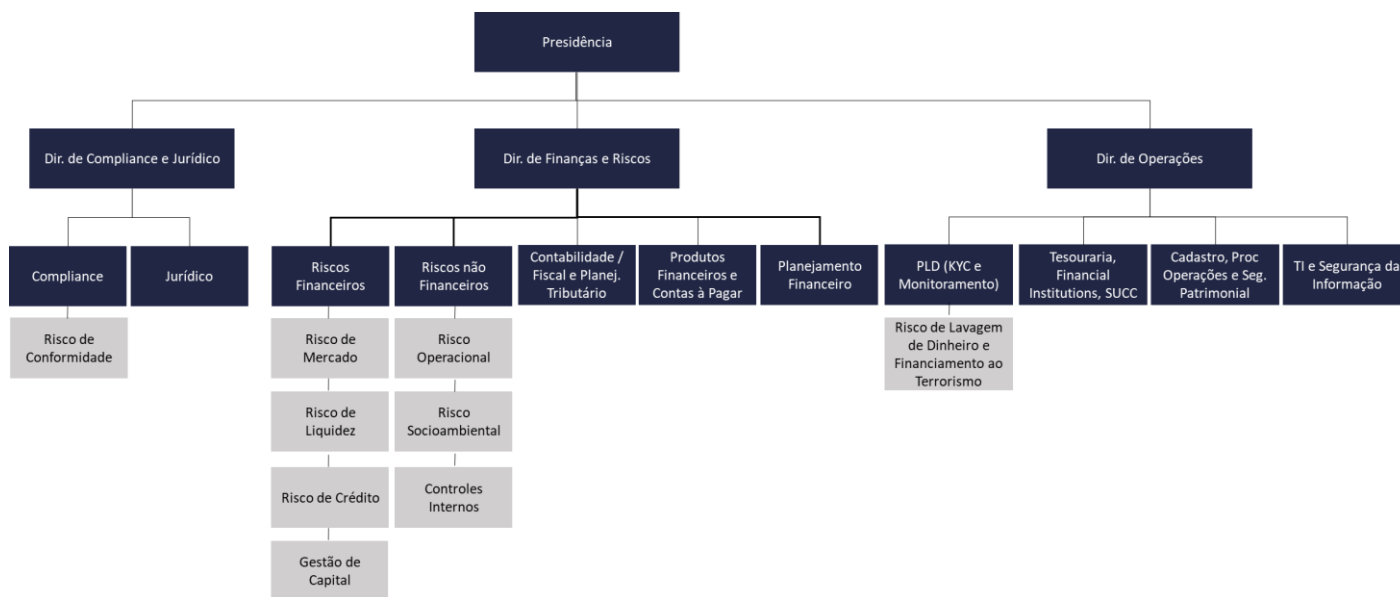 Presidência
Dir. de Compliance e Jurídico
Dir. de Finanças e Riscos
Dir. de Operações
Compliance
Jurídico
Riscos
Financeiros
Riscos não
Financeiros
Contabilidade /
Fiscal e Planej.
Tributário
Produtos
Financeiros e
Contas à Pagar
Planejamento
Financeiro
PLD (KYC e
Monitoramento)
Tesouraria,
Financial
Institutions, SUCC
Cadastro, Proc
Operações e Seg.
Patrimonial
TI e Segurança da
Informação
Risco de
Conformidade
Risco de
Mercado
Risco
Operacional
Risco de Lavagem
de Dinheiro e
Financiamento ao
Terrorismo
Risco de
Liquidez
Risco
Socioambiental
Risco de Crédito
Controles
Internos
Gestão de
Capital